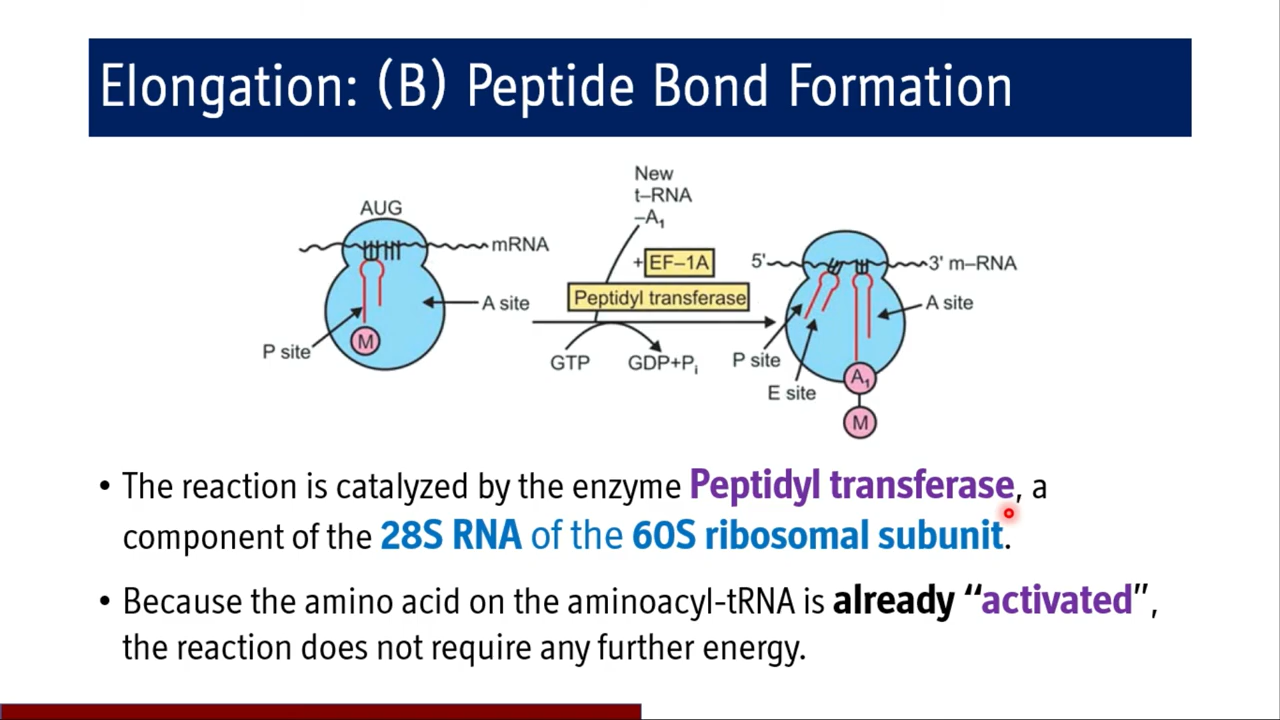 Elongation: (B) Peptide Bond Formation
New
t–RNA
–A₁
AUG
mRNA
+ EF–1A
5'
3' m–RNA
Peptidyl transferase
A site
A site
P site
M
GTP
GDP+Pᵢ
P site
E site
A₁
M
• The reaction is catalyzed by the enzyme Peptidyl transferase, a
component of the 28S RNA of the 60S ribosomal subunit.
• Because the amino acid on the aminoacyl-tRNA is already “activated”,
the reaction does not require any further energy.